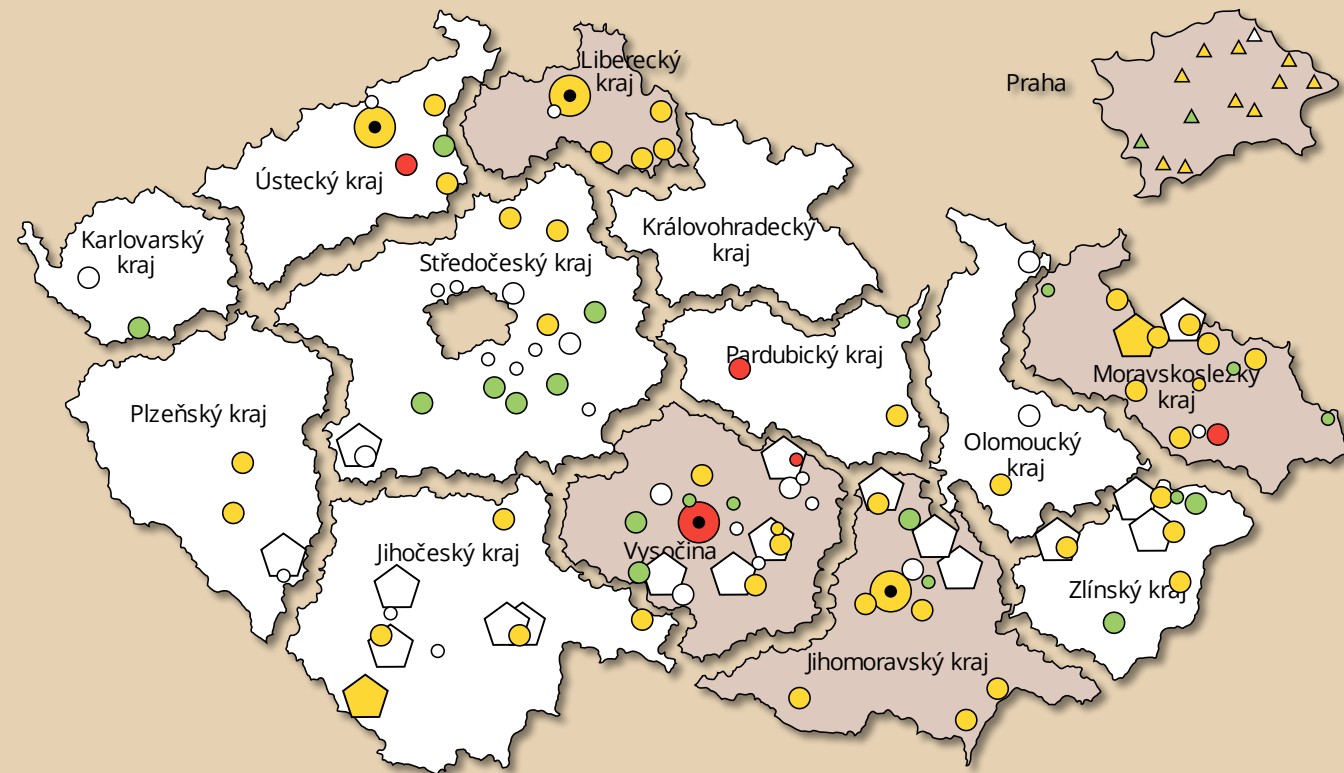 Liberecký
kraj
Praha
Ústecký kraj
Karlovarský
kraj
Královohradecký
kraj
Středočeský kraj
Pardubický kraj
Moravskoslezký
kraj
Plzeňský kraj
Olomoucký
kraj
Jihočeský kraj
Vysočina
Zlínský kraj
Jihomoravský kraj